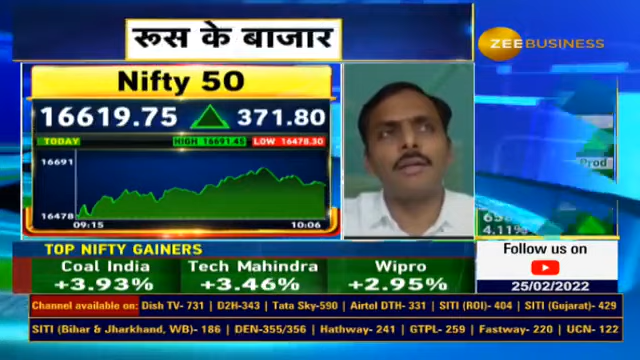 रूस के बाजार
ZEE BUSINESS
Nifty 50
16619.75 ▲ 371.80
TODAY HIGH 16691.45 LOW 16478.30
16691
16478
09:15 10:06
Prod
4.11%
TOP NIFTY GAINERS
Coal India Tech Mahindra Wipro
+3.93% +3.46% +2.95%
Follow us on
25/02/2022
Channel available on: Dish TV- 731 | D2H-343 | Tata Sky-590 | Airtel DTH- 331 | SITI (ROI)- 404 | SITI (Gujarat)- 429
SITI (Bihar & Jharkhand, WB)- 186 | DEN-355/356 | Hathway- 241 | GTPL- 259 | Fastway- 220 | UCN- 122